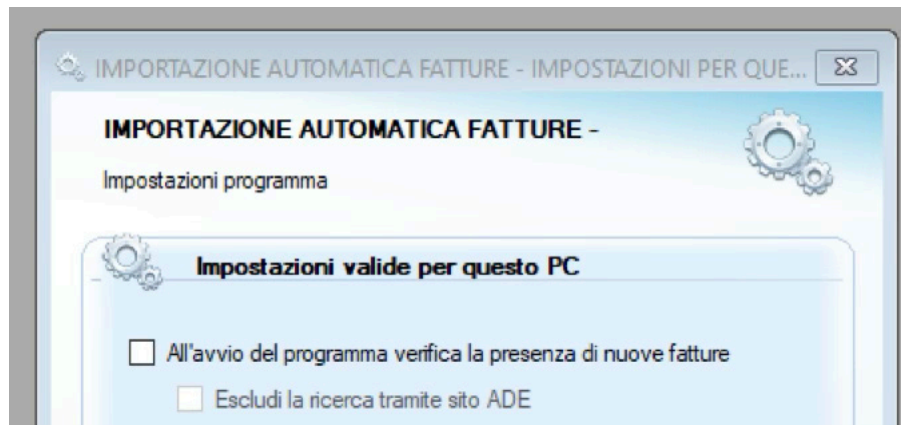 IMPORTAZIONE AUTOMATICA FATTURE - IMPOSTAZIONI PER QUE...
IMPORTAZIONE AUTOMATICA FATTURE -
Impostazioni programma
Impostazioni valide per questo PC
All'avvio del programma verifica la presenza di nuove fatture
Escludi la ricerca tramite sito ADE